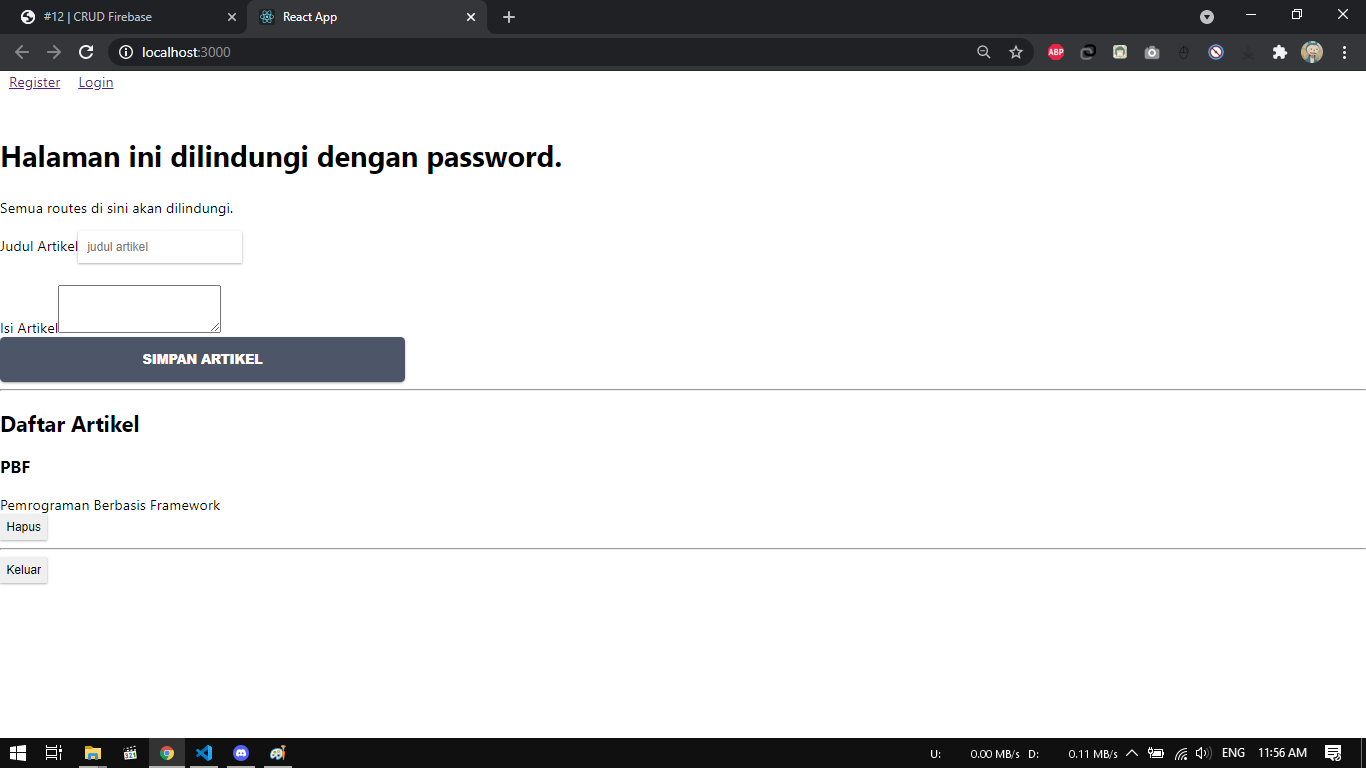 #12 | CRUD Firebase
React App
localhost:3000
ABP
Register Login
Halaman ini dilindungi dengan password.
Semua routes di sini akan dilindungi.
Judul Artikel judul artikel
Isi Artikel
SIMPAN ARTIKEL
Daftar Artikel
PBF
Pemrograman Berbasis Framework
Hapus
Keluar
U: 0.00 MB/s D: 0.11 MB/s ENG 11:56 AM